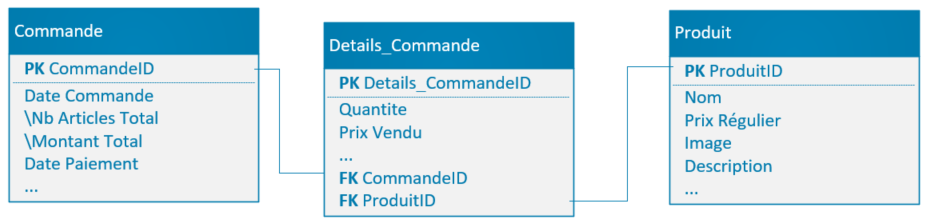 Commande
PK CommandeID
Date Commande
\Nb Articles Total
\Montant Total
Date Paiement
...
Details_Commande
PK Details_CommandeID
Quantite
Prix Vendu
...
FK CommandeID
FK ProduitID
Produit
PK ProduitID
Nom
Prix Régulier
Image
Description
...